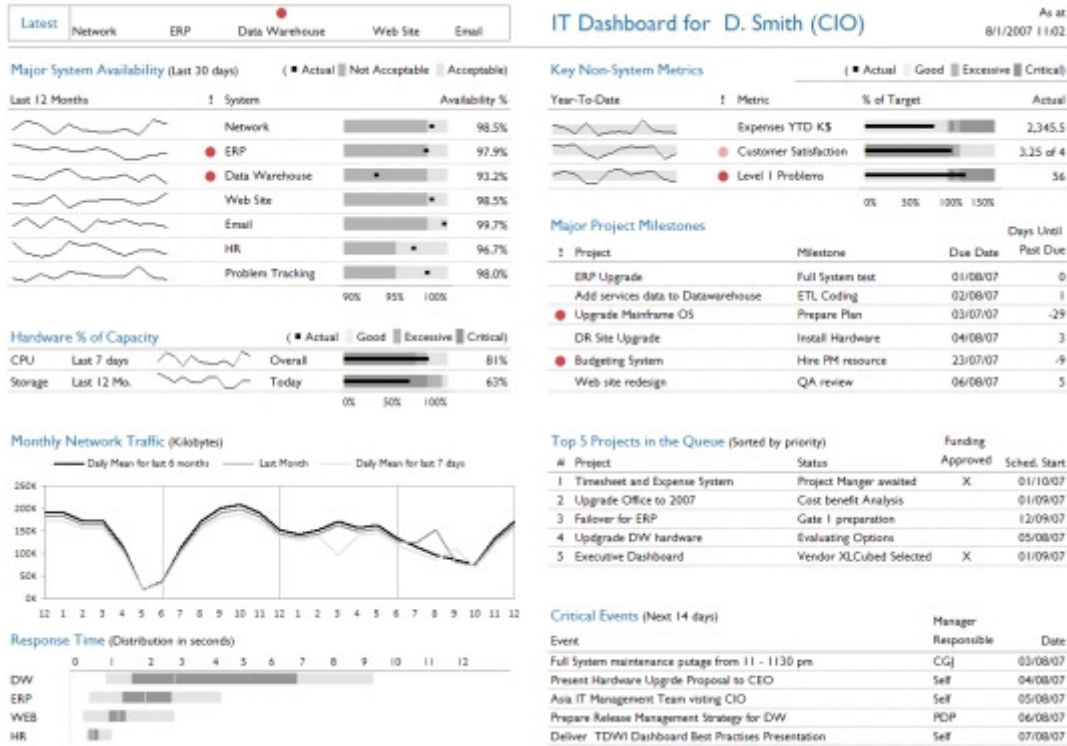 Latest Network ERP Data Warehouse Web Site Email
IT Dashboard for D. Smith (CIO)
As at
8/1/2007 11:02
Major System Availability (Last 30 days) ( Actual Not Acceptable Acceptable)
Last 12 Months ! System Availability %
Network 98.5%
ERP 97.9%
Data Warehouse 93.2%
Web Site 98.5%
Email 99.7%
HR 96.7%
Problem Tracking 98.0%
90% 95% 100%
Hardware % of Capacity ( Actual Good Excessive Critical)
CPU Last 7 days Overall 81%
Storage Last 12 Mo. Today 63%
0% 50% 100%
Monthly Network Traffic (Kilobytes)
Daily Mean for last 6 months Last Month Daily Mean for last 7 days
250K
200K
150K
100K
50K
0K
12 1 2 3 4 5 6 7 8 9 10 11 12 1 2 3 4 5 6 7 8 9 10 11 12
Response Time (Distribution in seconds)
0 1 2 3 4 5 6 7 8 9 10 11 12
DW
ERP
WEB
HR
Key Non-System Metrics ( Actual Good Excessive Critical)
Year-To-Date ! Metric % of Target Actual
Expenses YTD K$ 2,345.5
Customer Satisfaction 3.25 of 4
Level 1 Problems 56
0% 50% 100% 150%
Major Project Milestones
Days Until
! Project Milestone Due Date Past Due
ERP Upgrade Full System test 01/08/07 0
Add services data to Datawarehouse ETL Coding 02/08/07 1
Upgrade Mainframe OS Prepare Plan 03/07/07 -29
DR Site Upgrade Install Hardware 04/08/07 3
Budgeting System Hire PM resource 23/07/07 -9
Web site redesign QA review 06/08/07 5
Top 5 Projects in the Queue (Sorted by priority)
Funding
# Project Status Approved Sched. Start
1 Timesheet and Expense System Project Manger awaited X 01/10/07
2 Upgrade Office to 2007 Cost benefit Analysis 01/09/07
3 Failover for ERP Gate 1 preparation 12/09/07
4 Updgrade DW hardware Evaluating Options 05/08/07
5 Executive Dashboard Vendor XLCubed Selected X 01/09/07
Critical Events (Next 14 days)
Manager
Event Responsible Date
Full System maintenance putage from 11 - 1130 pm CGJ 03/08/07
Present Hardware Upgrde Proposal to CEO Self 04/08/07
Asia IT Management Team visting CIO Self 05/08/07
Prepare Release Management Strategy for DW PDP 06/08/07
Deliver TDWI Dashboard Best Practises Presentation Self 07/08/07